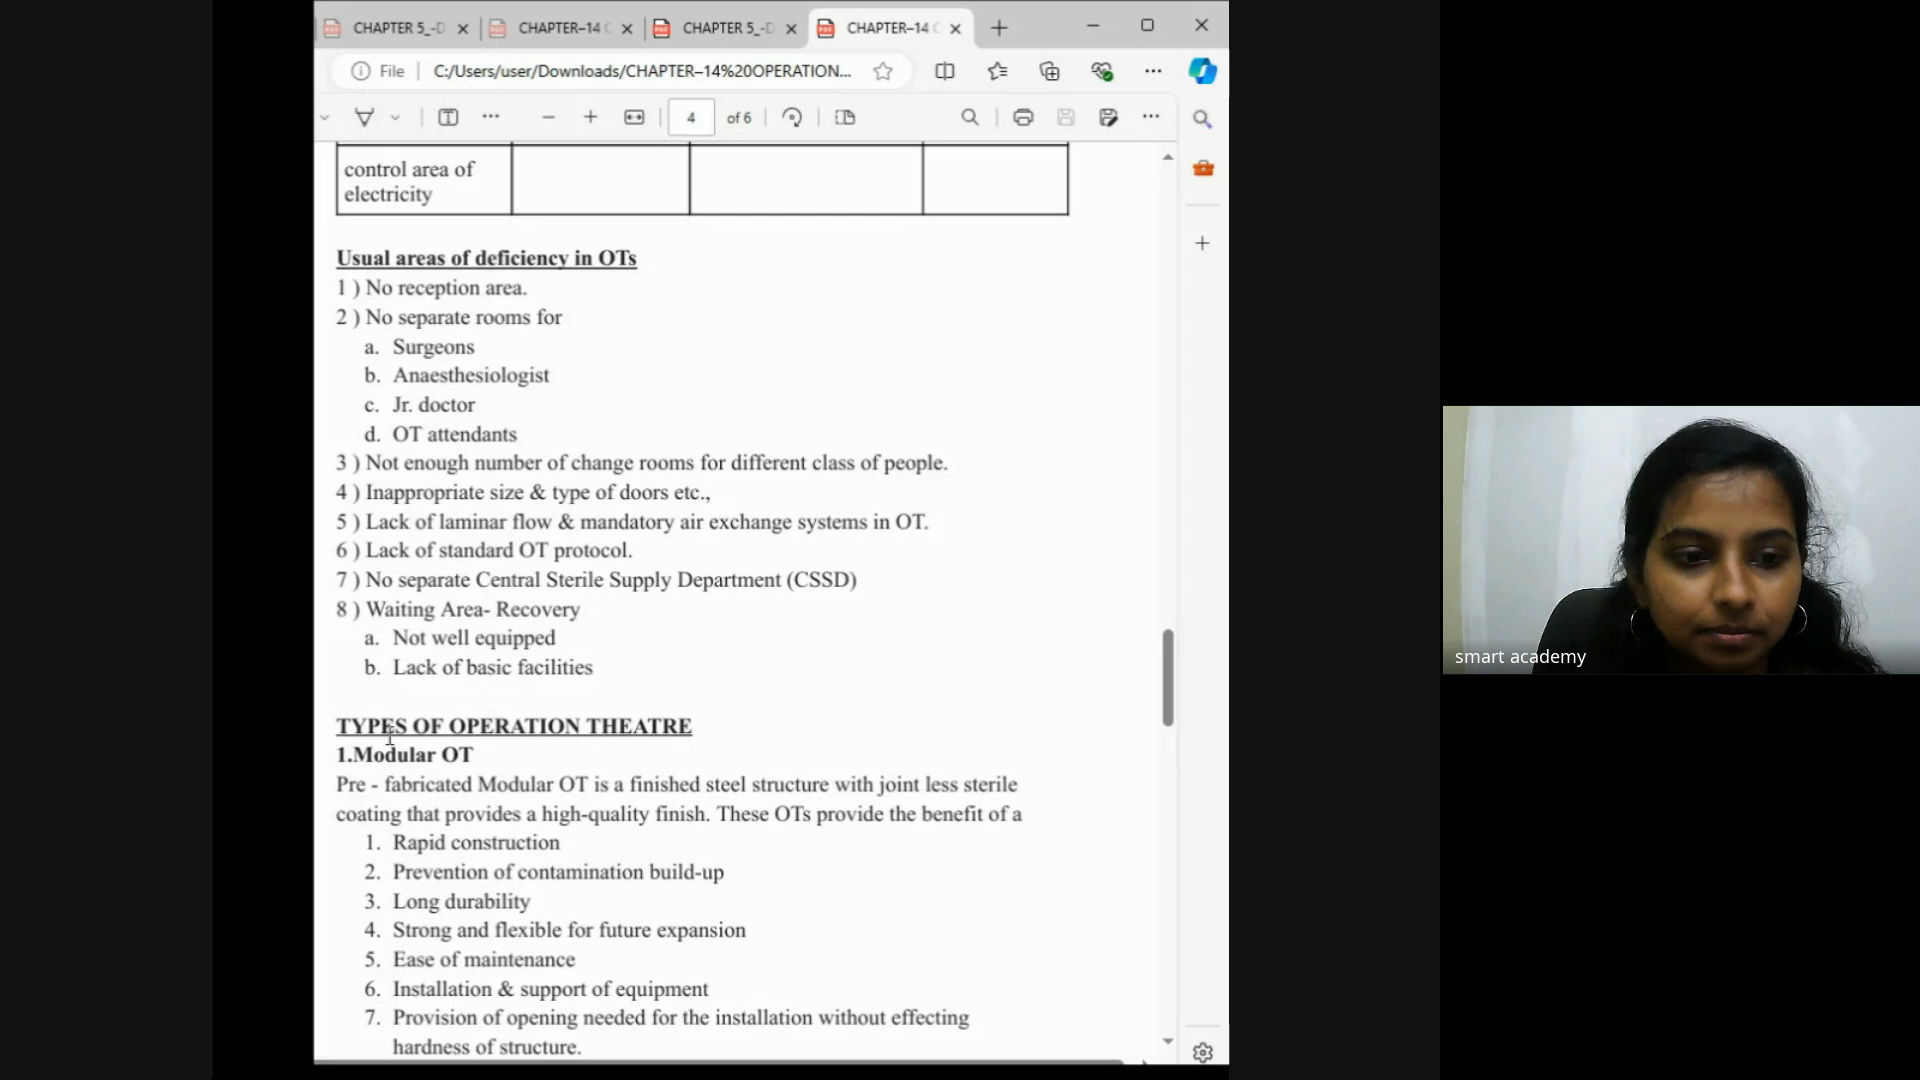 CHAPTER 5_-D
CHAPTER–14
CHAPTER 5_-D
CHAPTER–14 C
File
C:/Users/user/Downloads/CHAPTER–14%20OPERATION...
4 of 6
control area of
electricity
Usual areas of deficiency in OTs
1 ) No reception area.
2 ) No separate rooms for
a. Surgeons
b. Anaesthesiologist
c. Jr. doctor
d. OT attendants
3 ) Not enough number of change rooms for different class of people.
4 ) Inappropriate size & type of doors etc.,
5 ) Lack of laminar flow & mandatory air exchange systems in OT.
6 ) Lack of standard OT protocol.
7 ) No separate Central Sterile Supply Department (CSSD)
8 ) Waiting Area- Recovery
a. Not well equipped
b. Lack of basic facilities
TYPES OF OPERATION THEATRE
1.Modular OT
Pre - fabricated Modular OT is a finished steel structure with joint less sterile
coating that provides a high-quality finish. These OTs provide the benefit of a
1. Rapid construction
2. Prevention of contamination build-up
3. Long durability
4. Strong and flexible for future expansion
5. Ease of maintenance
6. Installation & support of equipment
7. Provision of opening needed for the installation without effecting
hardness of structure.
smart academy